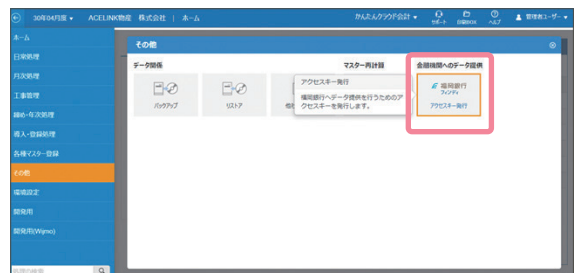 30年04月度 ▼ ACELINK物産 株式会社 | ホーム
かんたんクラウド会計 ▼
サポート
ヘルプ
管理者ユーザー ▼
ホーム
日常処理
月次処理
工事管理
締め・年次処理
導入・登録処理
各種マスター登録
その他
環境設定
開発用
開発用(Wijmo)
処理の検索
その他
データ関係
バックアップ
リストア
マスター再計算
アクセスキー発行
福岡銀行へデータ提供を行うためのア
クセスキーを発行します。
金融機関へのデータ提供
福岡銀行
フィンディ
アクセスキー発行